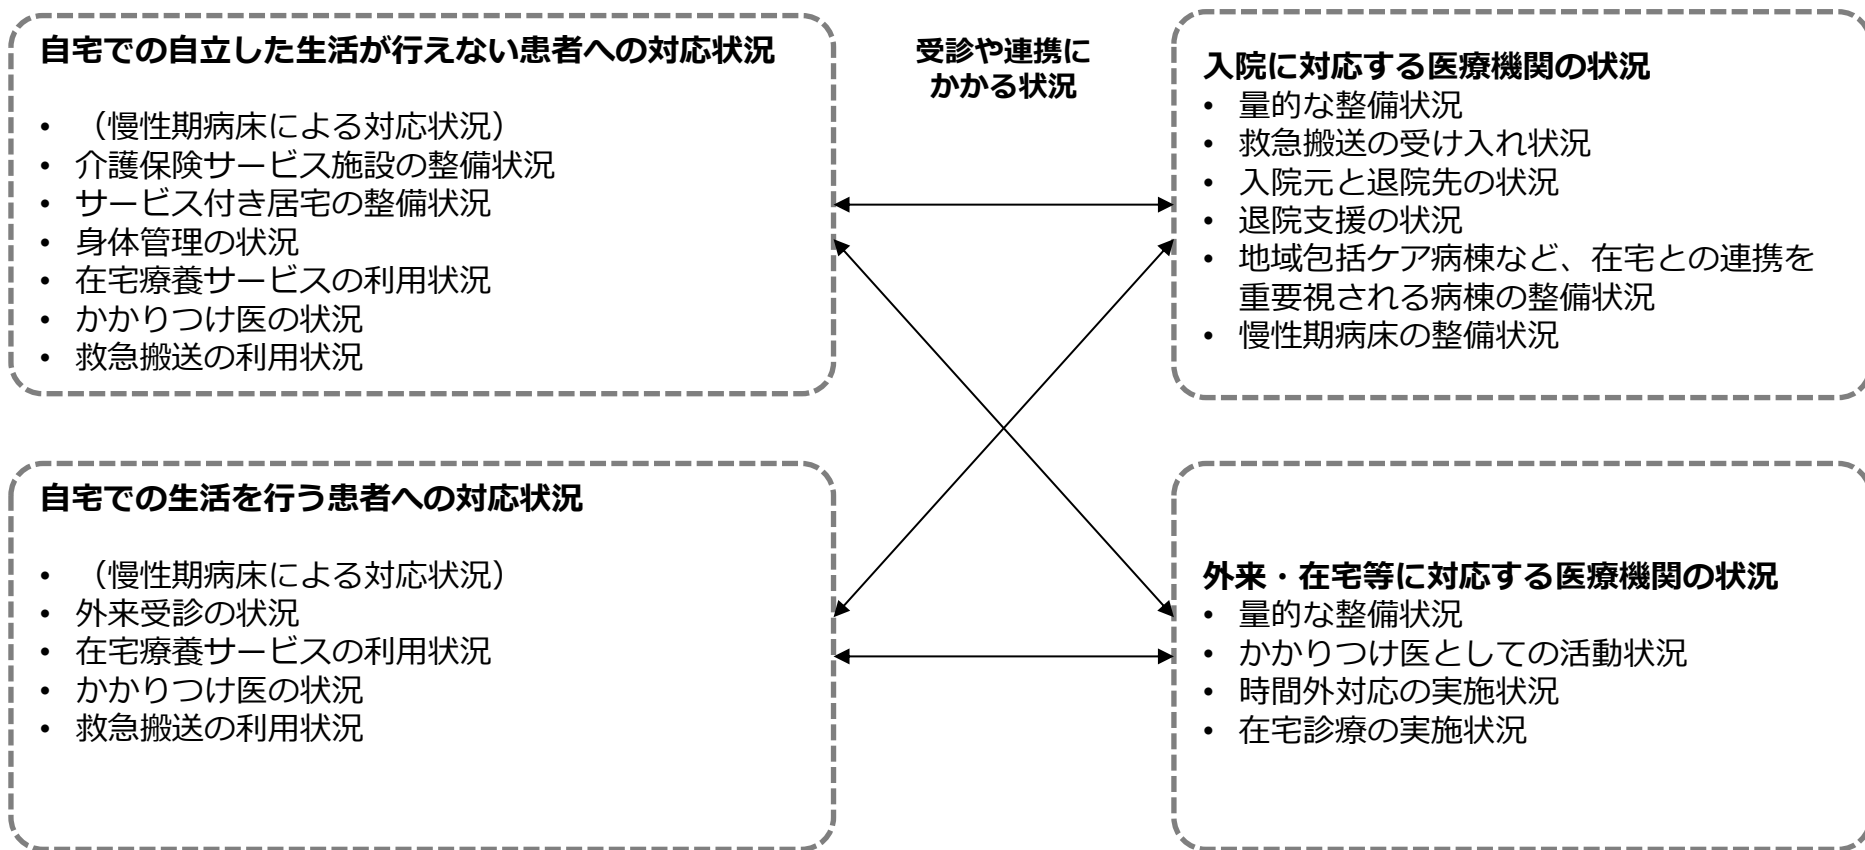 自宅での自立した生活が行えない患者への対応状況
• （慢性期病床による対応状況）
• 介護保険サービス施設の整備状況
• サービス付き居宅の整備状況
• 身体管理の状況
• 在宅療養サービスの利用状況
• かかりつけ医の状況
• 救急搬送の利用状況
受診や連携に
かかる状況
入院に対応する医療機関の状況
• 量的な整備状況
• 救急搬送の受け入れ状況
• 入院元と退院先の状況
• 退院支援の状況
• 地域包括ケア病棟など、在宅との連携を
重要視される病棟の整備状況
• 慢性期病床の整備状況
自宅での生活を行う患者への対応状況
• （慢性期病床による対応状況）
• 外来受診の状況
• 在宅療養サービスの利用状況
• かかりつけ医の状況
• 救急搬送の利用状況
外来・在宅等に対応する医療機関の状況
• 量的な整備状況
• かかりつけ医としての活動状況
• 時間外対応の実施状況
• 在宅診療の実施状況